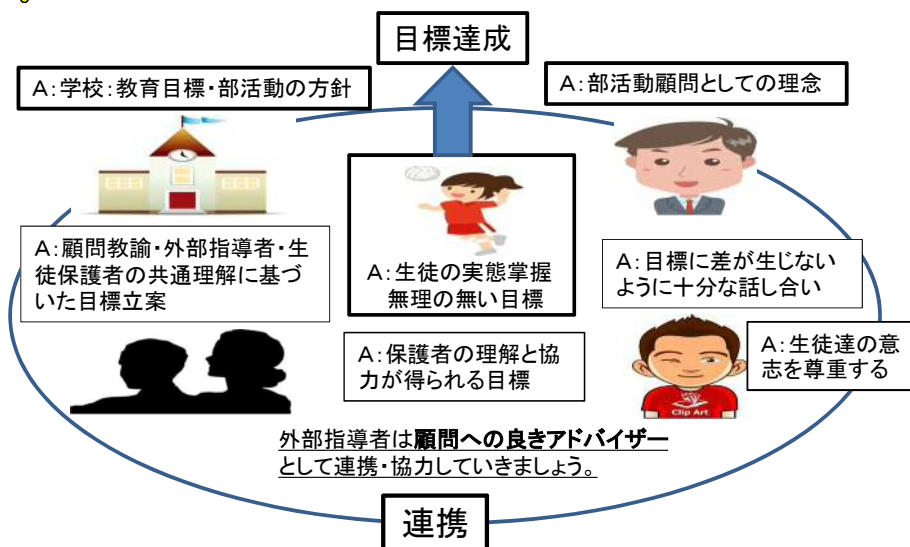 目標達成
A:学校:教育目標・部活動の方針
A:部活動顧問としての理念
A:顧問教諭・外部指導者・生
徒保護者の共通理解に基づ
いた目標立案
A:生徒の実態掌握
無理の無い目標
A:目標に差が生じない
ように十分な話し合い
A:保護者の理解と協
力が得られる目標
A:生徒達の意
志を尊重する
Clip Art
外部指導者は顧問への良きアドバイザー
として連携・協力していきましょう。
連携